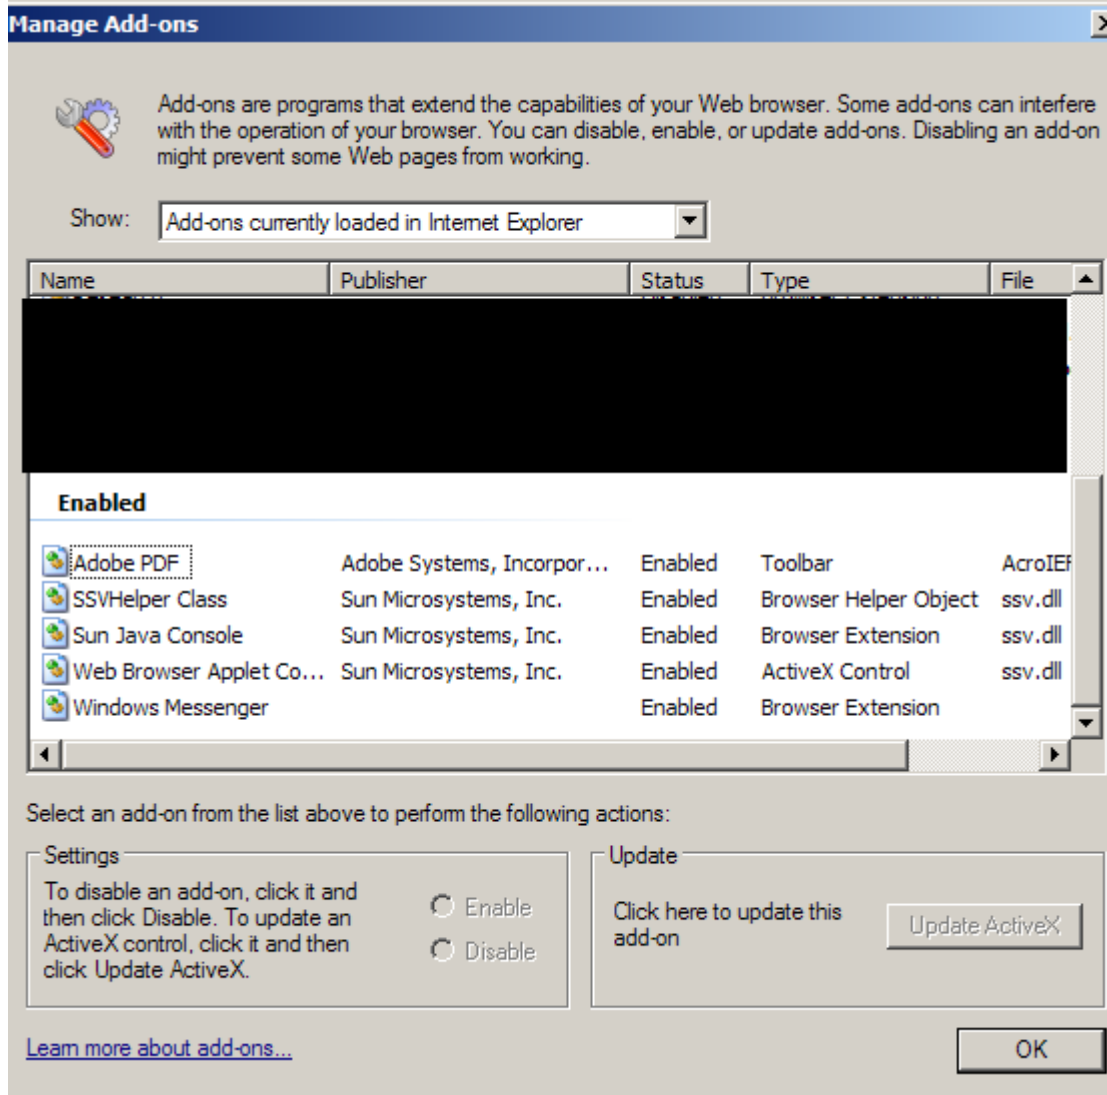 Manage Add-ons
Add-ons are programs that extend the capabilities of your Web browser. Some add-ons can interfere
with the operation of your browser. You can disable, enable, or update add-ons. Disabling an add-on
might prevent some Web pages from working.
Show: Add-ons currently loaded in Internet Explorer
Name Publisher Status Type File
Enabled
Adobe PDF Adobe Systems, Incorpor... Enabled Toolbar AcroIEF
SSVHelper Class Sun Microsystems, Inc. Enabled Browser Helper Object ssv.dll
Sun Java Console Sun Microsystems, Inc. Enabled Browser Extension ssv.dll
Web Browser Applet Co... Sun Microsystems, Inc. Enabled ActiveX Control ssv.dll
Windows Messenger Enabled Browser Extension
Select an add-on from the list above to perform the following actions:
Settings
To disable an add-on, click it and
then click Disable. To update an
ActiveX control, click it and then
click Update ActiveX.
Enable
Disable
Update
Click here to update this
add-on
Update ActiveX
Learn more about add-ons...
OK